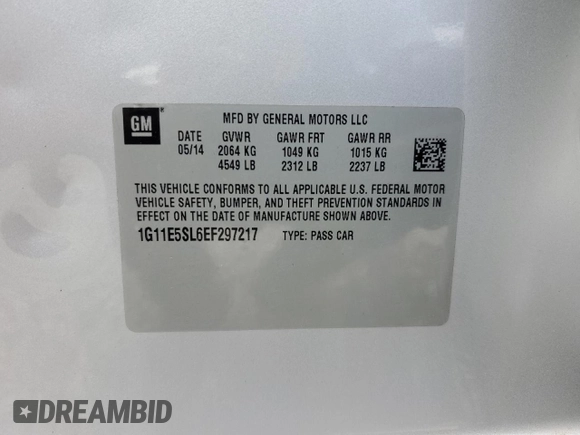 GM
MFD BY GENERAL MOTORS LLC
DATE GVWR GAWR FRT GAWR RR
05/14 2064 KG 1049 KG 1015 KG
4549 LB 2312 LB 2237 LB
THIS VEHICLE CONFORMS TO ALL APPLICABLE U.S. FEDERAL MOTOR
VEHICLE SAFETY, BUMPER, AND THEFT PREVENTION STANDARDS
IN EFFECT ON THE DATE OF MANUFACTURE SHOWN ABOVE.
1G11E5SL6EF297217 TYPE: PASS CAR
DREAMBID